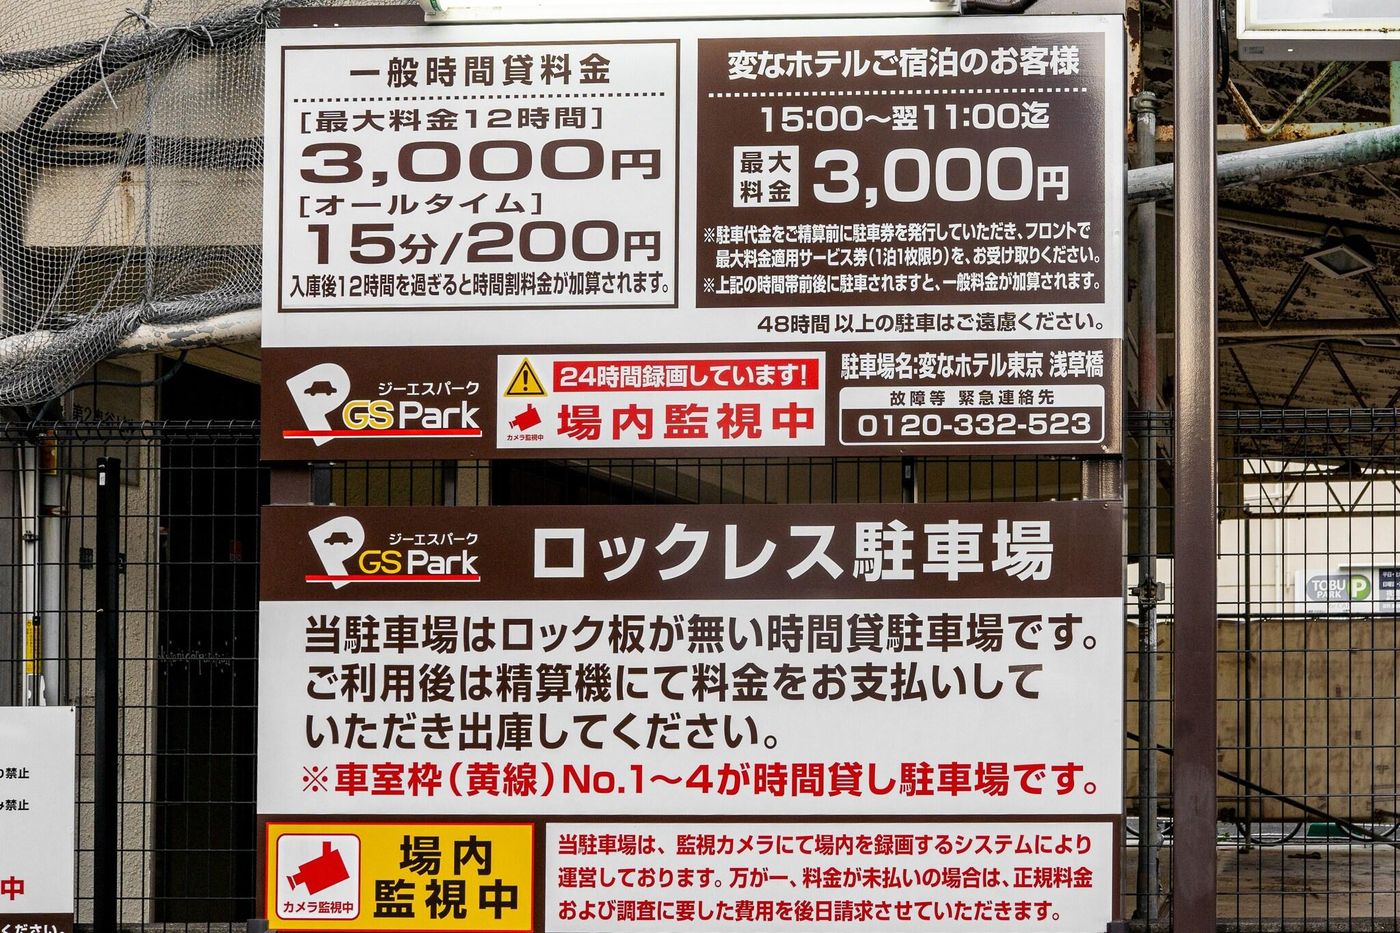 一般時間貸料金
[最大料金12時間]
3,000円
[オールタイム]
15分/200円
入庫後12時間を過ぎると時間割料金が加算されます。
変なホテルご宿泊のお客様
15:00～翌11:00迄
最大
料金
3,000円
※駐車代金をご精算前に駐車券を発行していただき、フロントで
最大料金適用サービス券(1泊1枚限り)を、お受け取りください。
※上記の時間帯前後に駐車されますと、一般料金が加算されます。
48時間以上の駐車はご遠慮ください。
ジーエスパーク
GS Park
24時間録画しています!
カメラ監視中
場内監視中
駐車場名:変なホテル東京 浅草橋
故障等 緊急連絡先
0120-332-523
ジーエスパーク
GS Park
ロックレス駐車場
当駐車場はロック板が無い時間貸駐車場です。
ご利用後は精算機にて料金をお支払いして
いただき出庫してください。
※車室枠(黄線)No.1～4が時間貸し駐車場です。
カメラ監視中
場内
監視中
当駐車場は、監視カメラにて場内を録画するシステムにより
運営しております。万が一、料金が未払いの場合は、正規料金
および調査に要した費用を後日請求させていただきます。
TOBU
PARK
P
禁止
み禁止
中
ください。